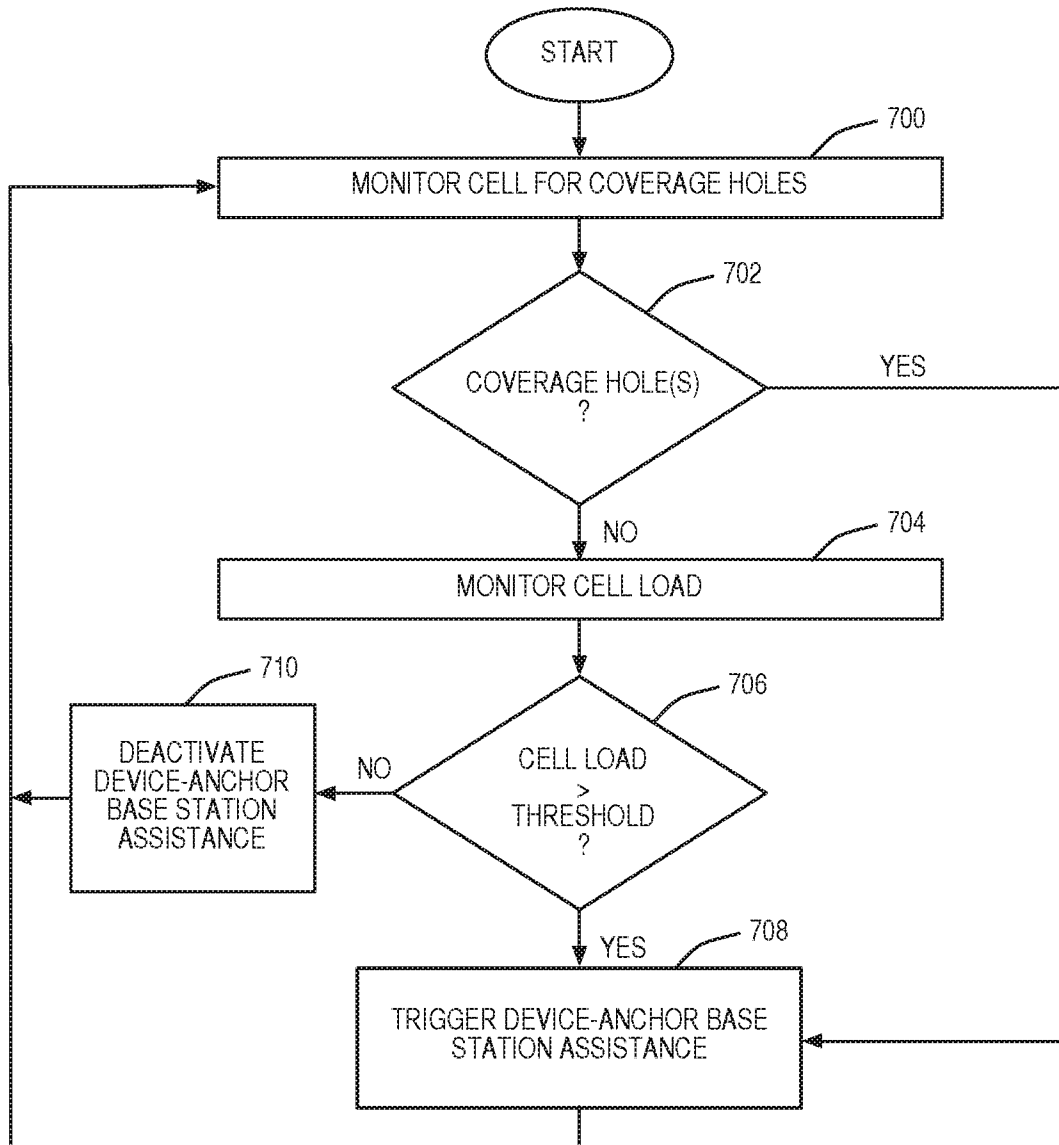 START
700
MONITOR CELL FOR COVERAGE HOLES
702
COVERAGE HOLE(S)
?
YES
NO
704
MONITOR CELL LOAD
710
706
DEACTIVATE
DEVICE-ANCHOR
BASE STATION
ASSISTANCE
NO
CELL LOAD
>
THRESHOLD
?
YES
708
TRIGGER DEVICE-ANCHOR BASE
STATION ASSISTANCE